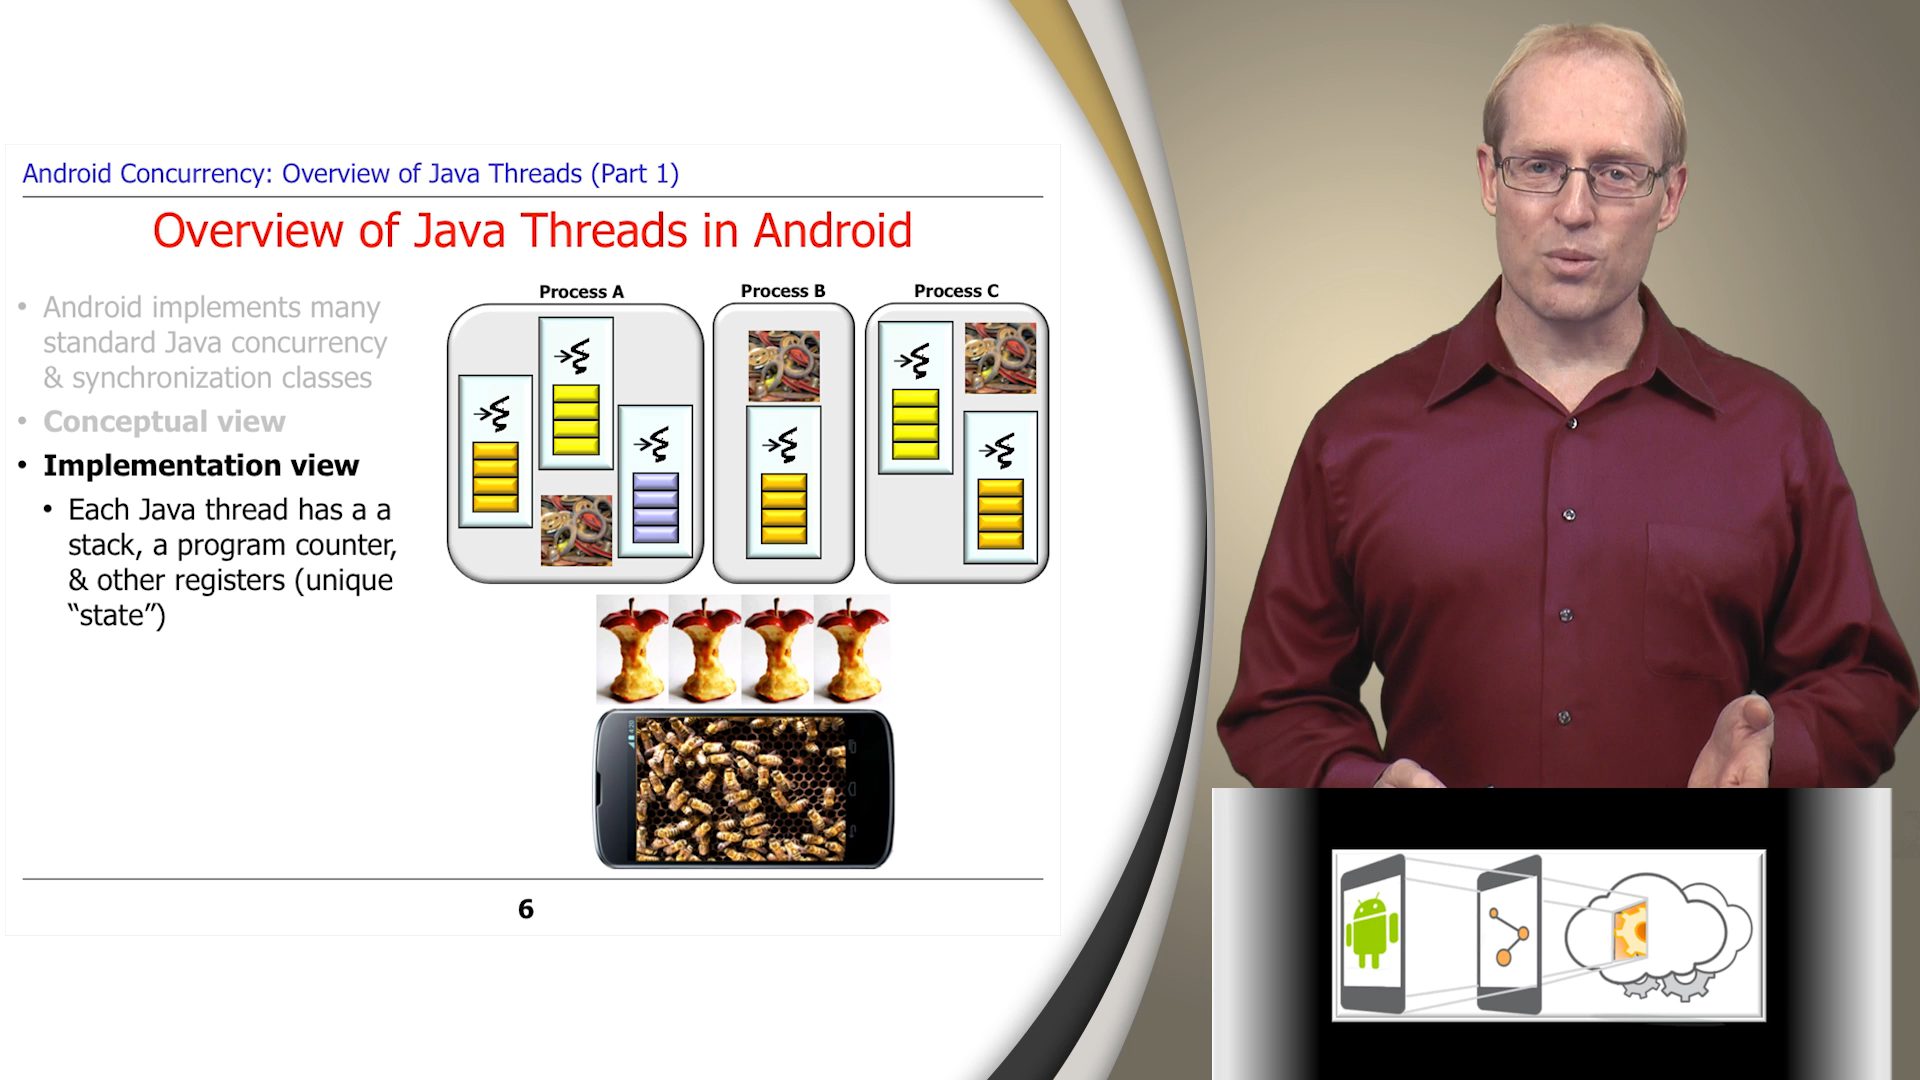 Android Concurrency: Overview of Java Threads (Part 1)
Overview of Java Threads in Android
• Android implements many
standard Java concurrency
& synchronization classes
• Conceptual view
• Implementation view
• Each Java thread has a a
stack, a program counter,
& other registers (unique
“state”)
Process A
Process B
Process C
6